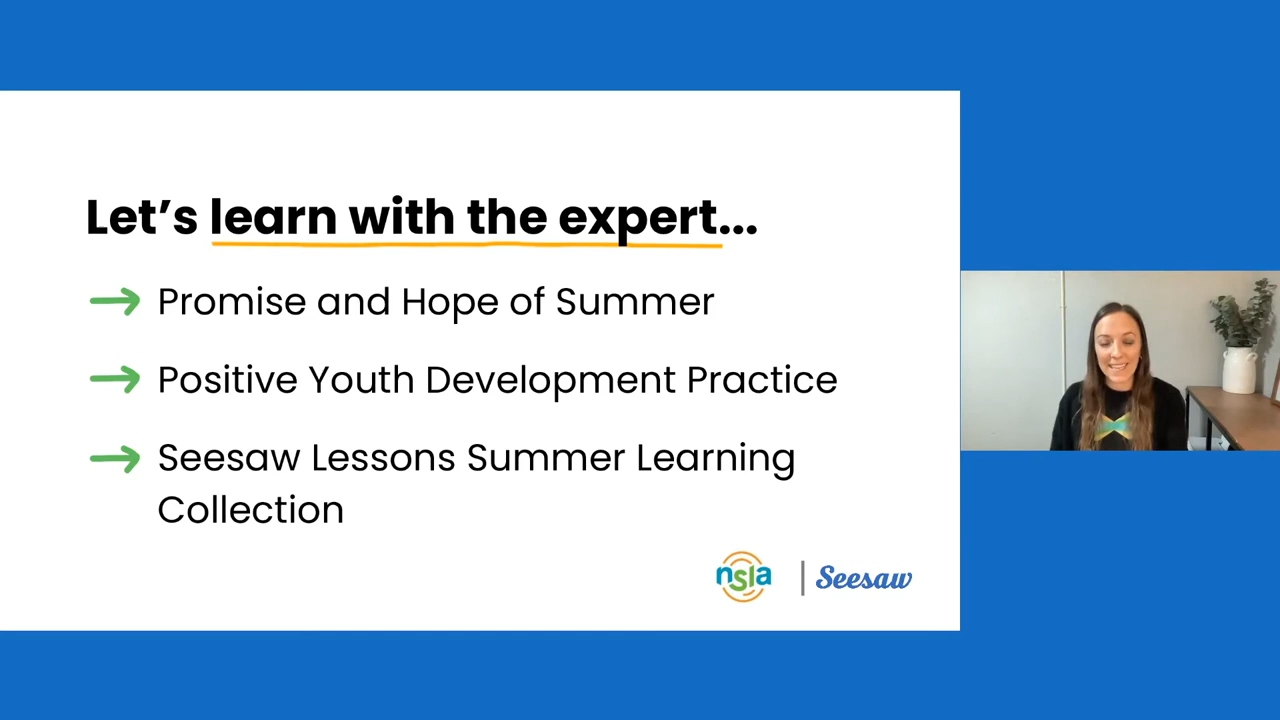 Let’s learn with the expert...
Promise and Hope of Summer
Positive Youth Development Practice
Seesaw Lessons Summer Learning
Collection
nsla
Seesaw